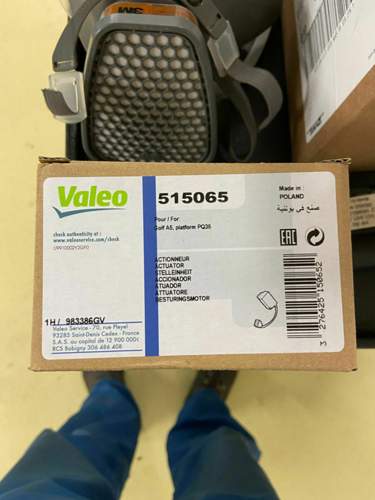 3M
Valeo
515065
Made in :
POLAND
صنع في بولندا
Pour / For:
Golf A5, platform PQ35
check authenticity at :
www.valeoservice.com/check
EAC
ACTIONNEUR
ACTUATOR
STELLEINHEIT
ACCIONADOR
ATUADOR
ATTUATORE
BESTURINGSMOTOR
3 276425 150652
1H / 983386GV
Valeo Service - 70, rue Pleyel
93285 Saint-Denis Cedex - France
S.A.S. au capital de 12 900 000€
RCS Bobigny 306 486 408